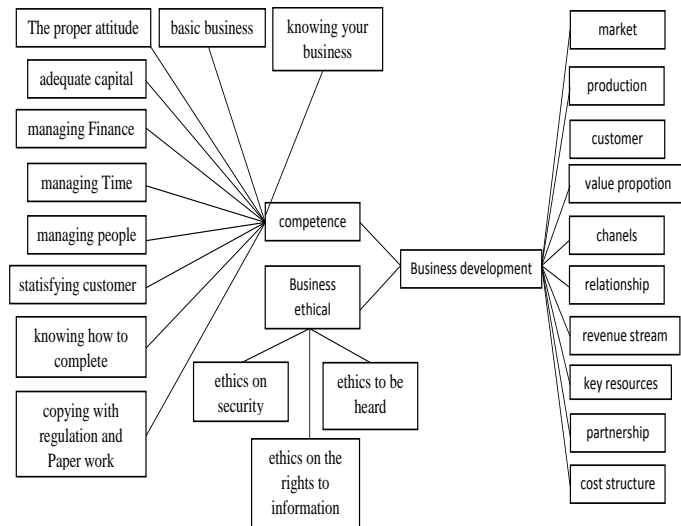 The proper attitude
basic business
knowing your
business
adequate capital
managing Finance
managing Time
managing people
statisfying customer
knowing how to
complete
copying with
regulation and
Paper work
competence
Business
ethical
ethics on
security
ethics to be
heard
ethics on the
rights to
information
Business development
market
production
customer
value propotion
chanels
relationship
revenue stream
key resources
partnership
cost structure